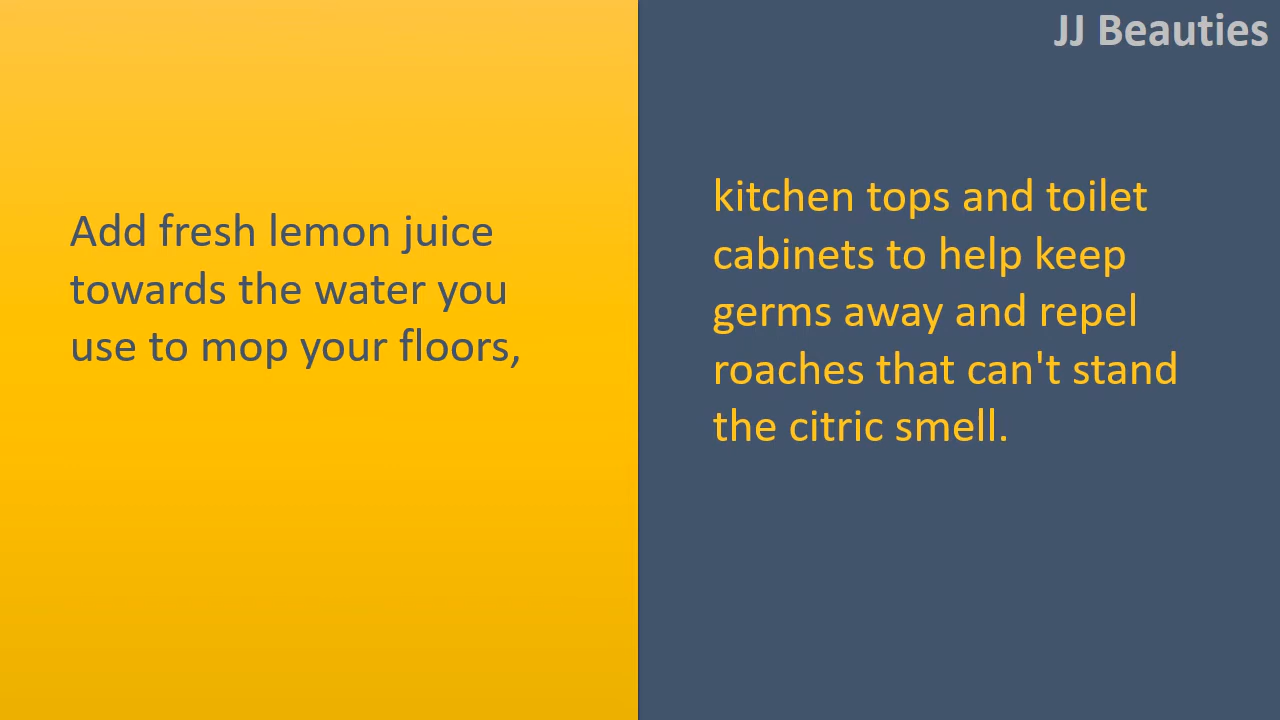 JJ Beauties
Add fresh lemon juice
towards the water you
use to mop your floors,
kitchen tops and toilet
cabinets to help keep
germs away and repel
roaches that can't stand
the citric smell.